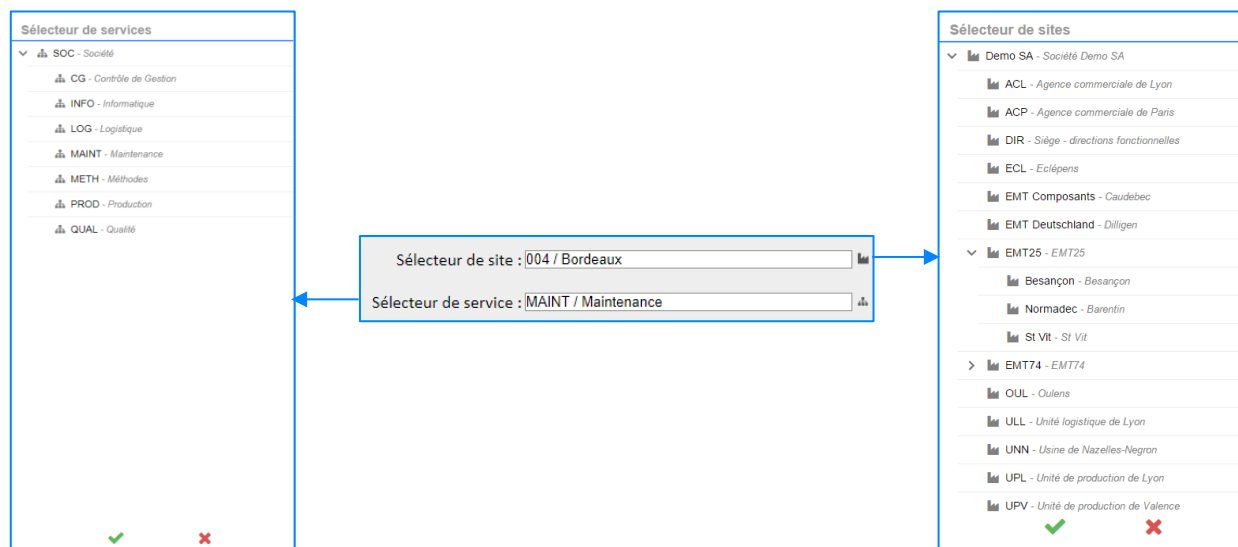 Sélecteur de services
SOC - Société
CG - Contrôle de Gestion
INFO - Informatique
LOG - Logistique
MAINT - Maintenance
METH - Méthodes
PROD - Production
QUAL - Qualité
Sélecteur de site : 004 / Bordeaux
Sélecteur de service : MAINT / Maintenance
Sélecteur de sites
Demo SA - Société Demo SA
ACL - Agence commerciale de Lyon
ACP - Agence commerciale de Paris
DIR - Siège - directions fonctionnelles
ECL - Eclépens
EMT Composants - Caudebec
EMT Deutschland - Dilligen
EMT25 - EMT25
Besançon - Besançon
Normadec - Barentin
St Vit - St Vit
EMT74 - EMT74
OUL - Oulens
ULL - Unité logistique de Lyon
UNN - Usine de Nazelles-Negron
UPL - Unité de production de Lyon
UPV - Unité de production de Valence